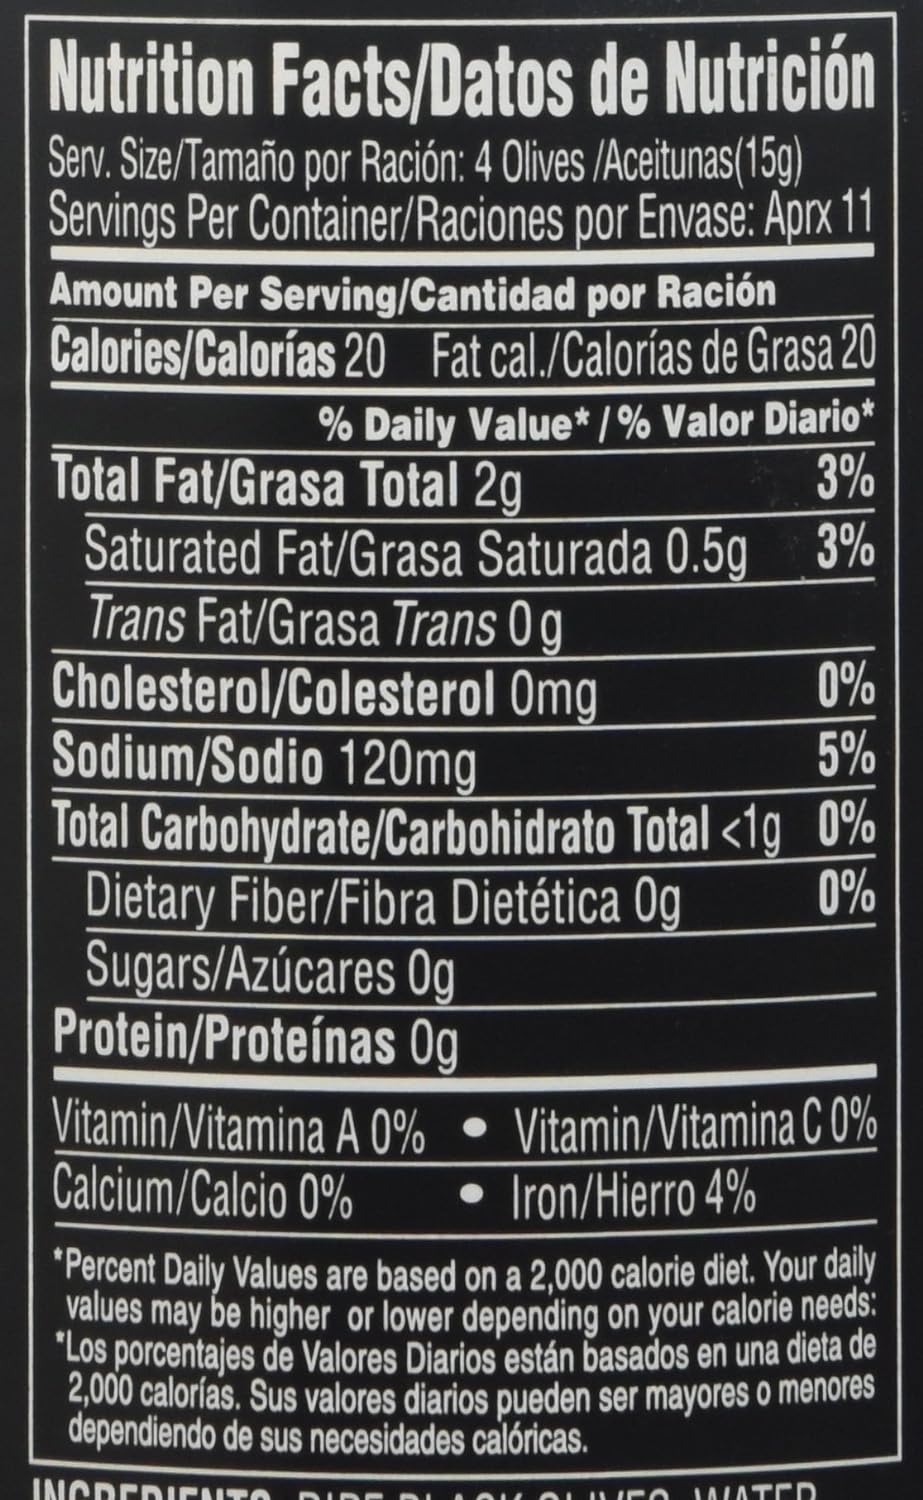 Nutrition Facts/Datos de Nutrición
Serv. Size/Tamaño por Ración: 4 Olives /Aceitunas(15g)
Servings Per Container/Raciones por Envase: Aprx 11
Amount Per Serving/Cantidad por Ración
Calories/Calorías 20 Fat cal./Calorías de Grasa 20
% Daily Value* / % Valor Diario*
Total Fat/Grasa Total 2g 3%
Saturated Fat/Grasa Saturada 0.5g 3%
Trans Fat/Grasa Trans 0 g
Cholesterol/Colesterol 0mg 0%
Sodium/Sodio 120mg 5%
Total Carbohydrate/Carbohidrato Total <1g 0%
Dietary Fiber/Fibra Dietética 0g 0%
Sugars/Azúcares 0g
Protein/Proteínas 0g
Vitamin/Vitamina A 0% • Vitamin/Vitamina C 0%
Calcium/Calcio 0% • Iron/Hierro 4%
*Percent Daily Values are based on a 2,000 calorie diet. Your daily
values may be higher or lower depending on your calorie needs:
*Los porcentajes de Valores Diarios están basados en una dieta de
2,000 calorías. Sus valores diarios pueden ser mayores o menores
dependiendo de sus necesidades calóricas.
INGREDIENTS RIPE BLACK OLIVES, WATER